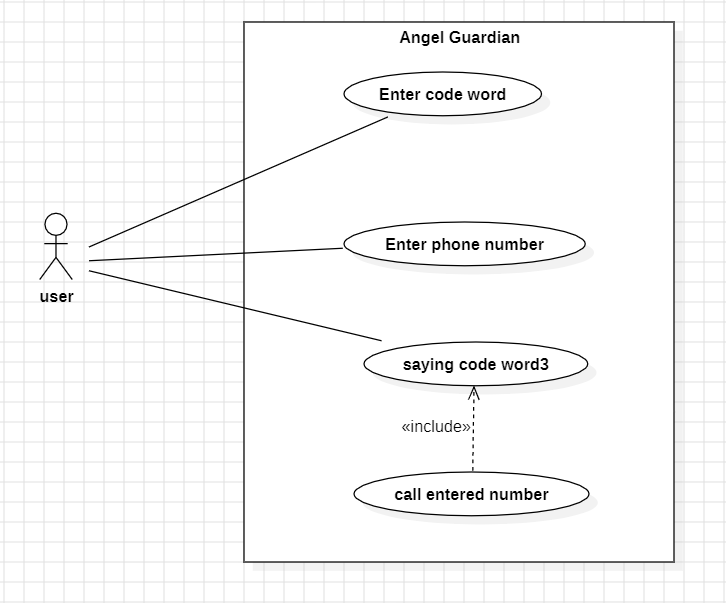 Angel Guardian
Enter code word
Enter phone number
user
saying code word3
«include»
call entered number